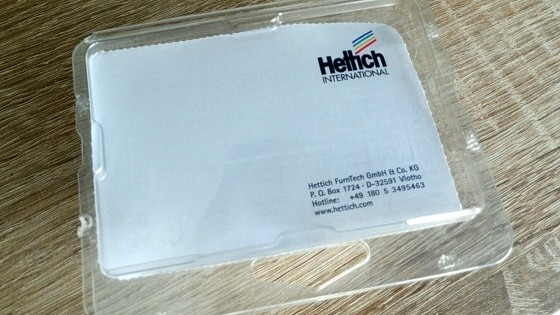 Hettich
INTERNATIONAL
Hettich FurnTech GmbH & Co. KG
P. O. Box 1724 · D-32591 Vlotho
Hotline: +49 180 5 3495463
www.hettich.com